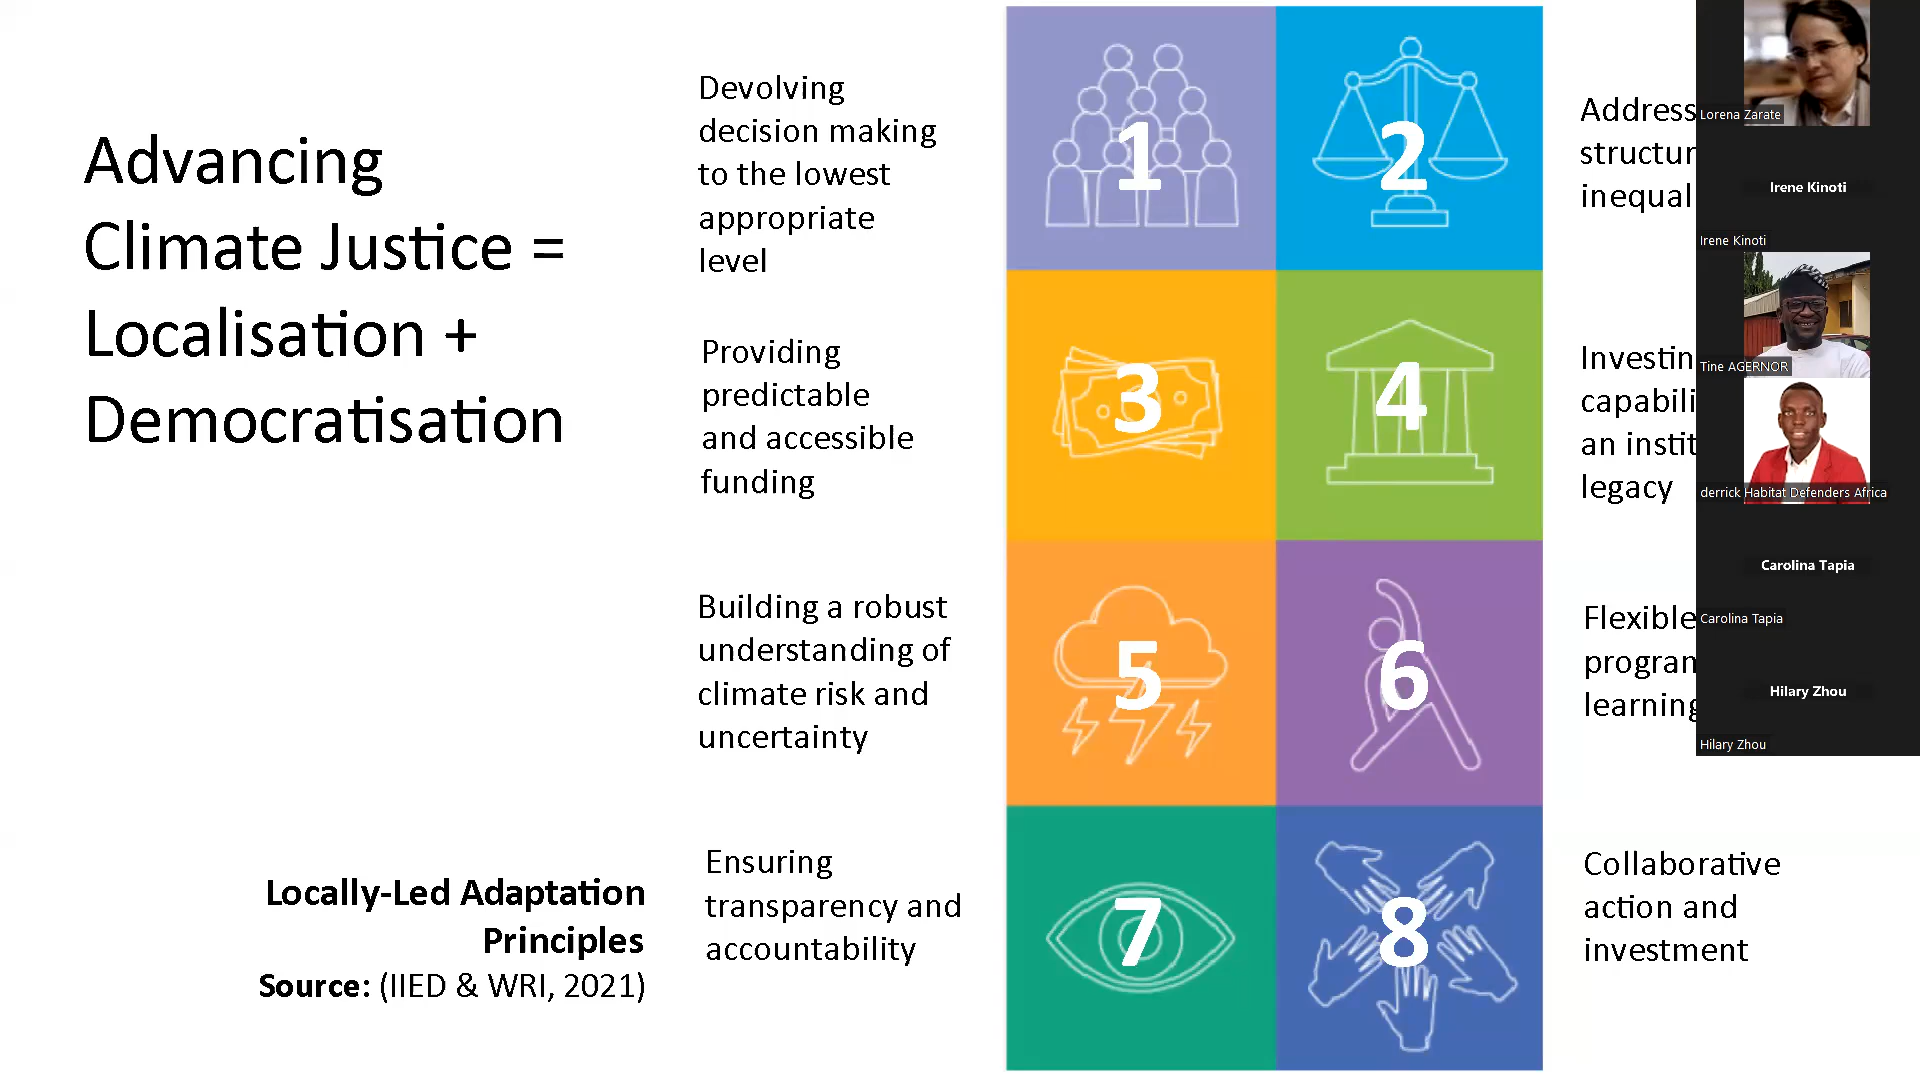 Advancing
Climate Justice =
Localisation +
Democratisation
Locally-Led Adaptation
Principles
Source: (IIED & WRI, 2021)
Devolving
decision making
to the lowest
appropriate
level
1
2
Address
structur
inequal
Providing
predictable
and accessible
funding
3
4
Investin
capabili
an instit
legacy
Building a robust
understanding of
climate risk and
uncertainty
5
6
Flexible
program
learning
Ensuring
transparency and
accountability
7
8
Collaborative
action and
investment
Lorena Zarate
Irene Kinoti
Irene Kinoti
Tine AGERNOR
derrick Habitat Defenders Africa
Carolina Tapia
Carolina Tapia
Hilary Zhou
Hilary Zhou